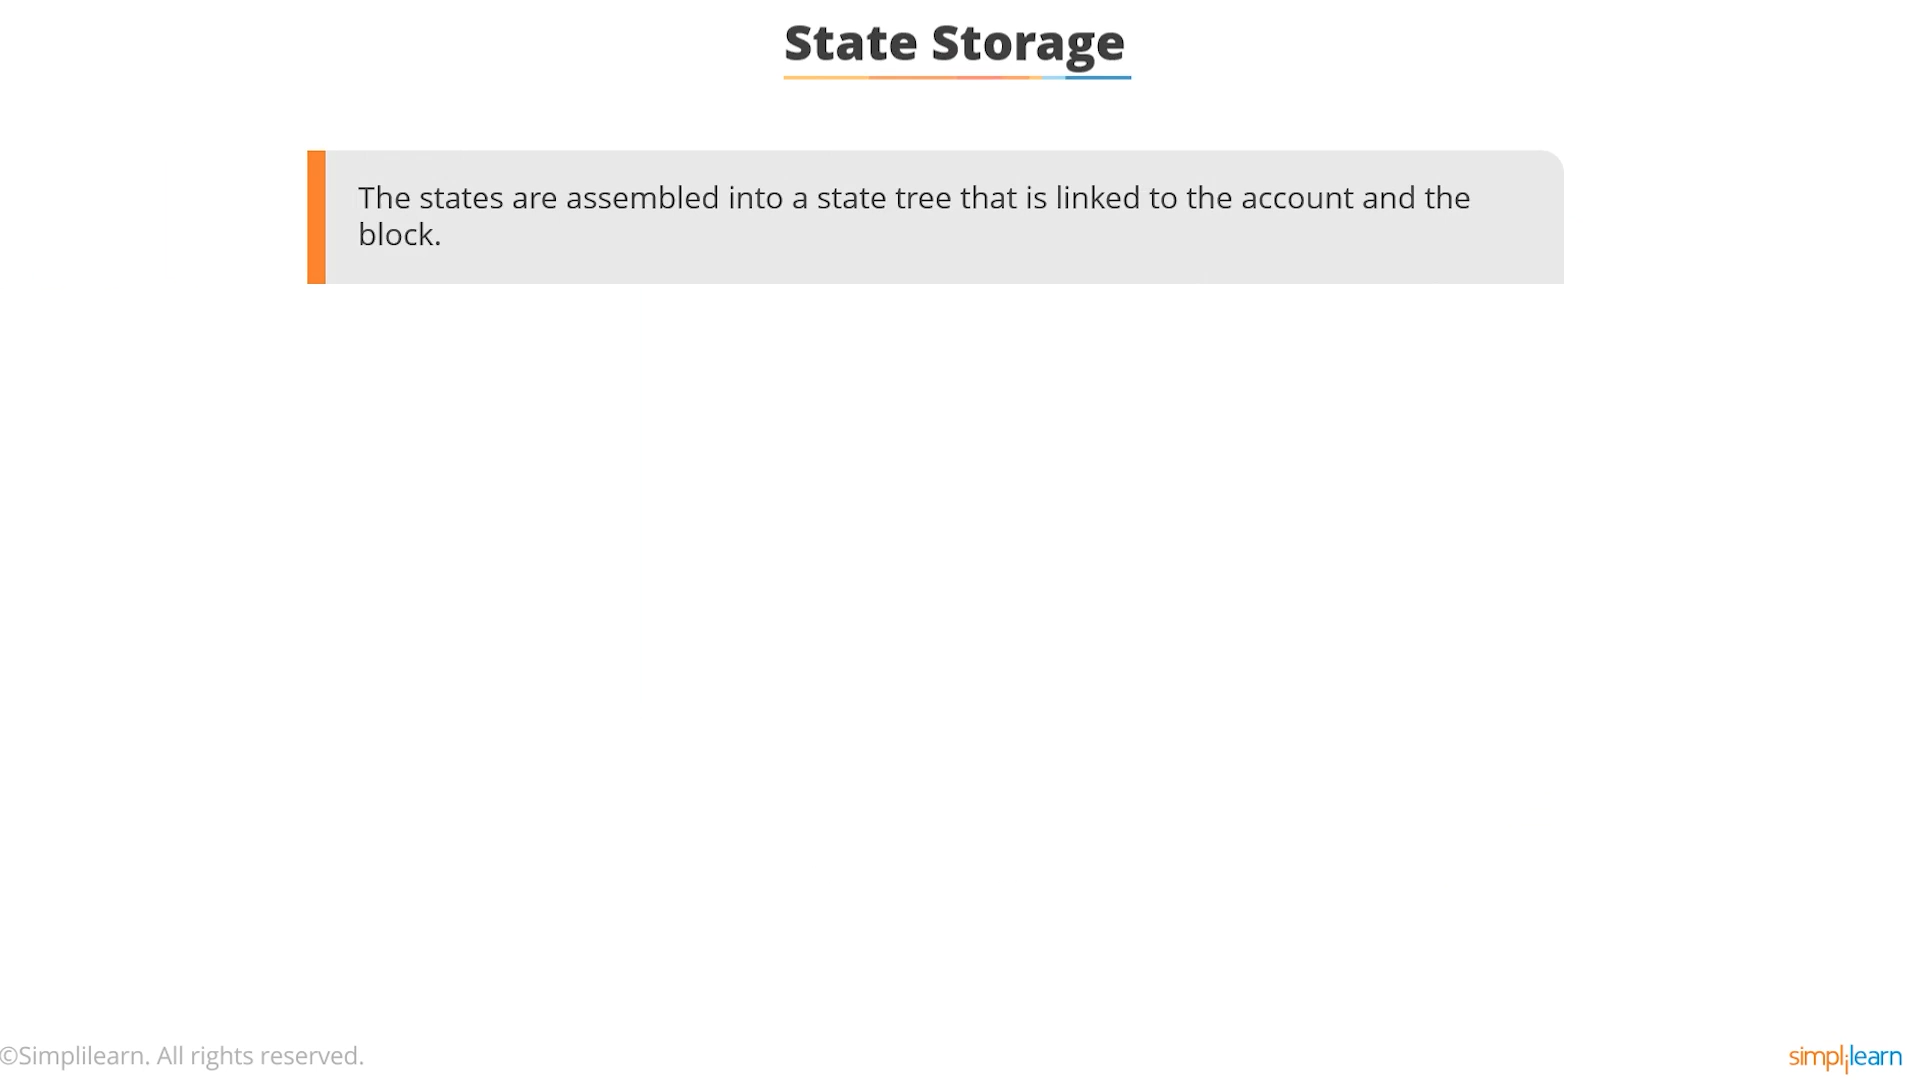 State Storage
The states are assembled into a state tree that is linked to the account and the
block.
©Simplilearn. All rights reserved.
simplilearn